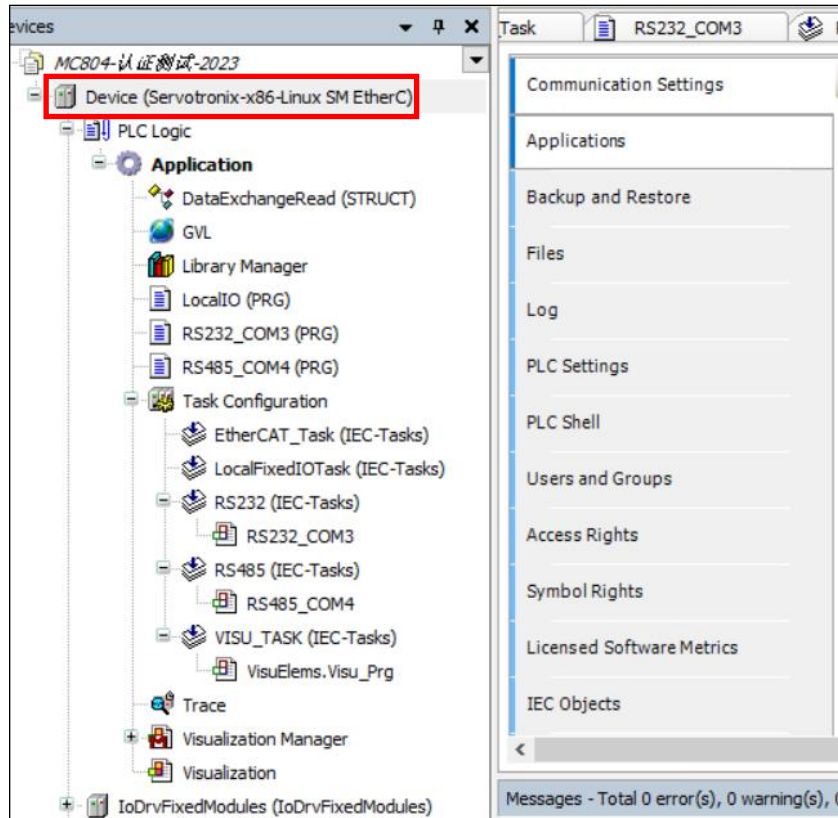 evices
MC804-认证测试-2023
Device (Servotronix-x86-Linux SM EtherC)
PLC Logic
Application
DataExchangeRead (STRUCT)
GVL
Library Manager
LocalIO (PRG)
RS232_COM3 (PRG)
RS485_COM4 (PRG)
Task Configuration
EtherCAT_Task (IEC-Tasks)
LocalFixedIOTask (IEC-Tasks)
RS232 (IEC-Tasks)
RS232_COM3
RS485 (IEC-Tasks)
RS485_COM4
VISU_TASK (IEC-Tasks)
VisuElems.Visu_Prg
Trace
Visualization Manager
Visualization
IoDrvFixedModules (IoDrvFixedModules)
Task RS232_COM3
Communication Settings
Applications
Backup and Restore
Files
Log
PLC Settings
PLC Shell
Users and Groups
Access Rights
Symbol Rights
Licensed Software Metrics
IEC Objects
Messages - Total 0 error(s), 0 warning(s),